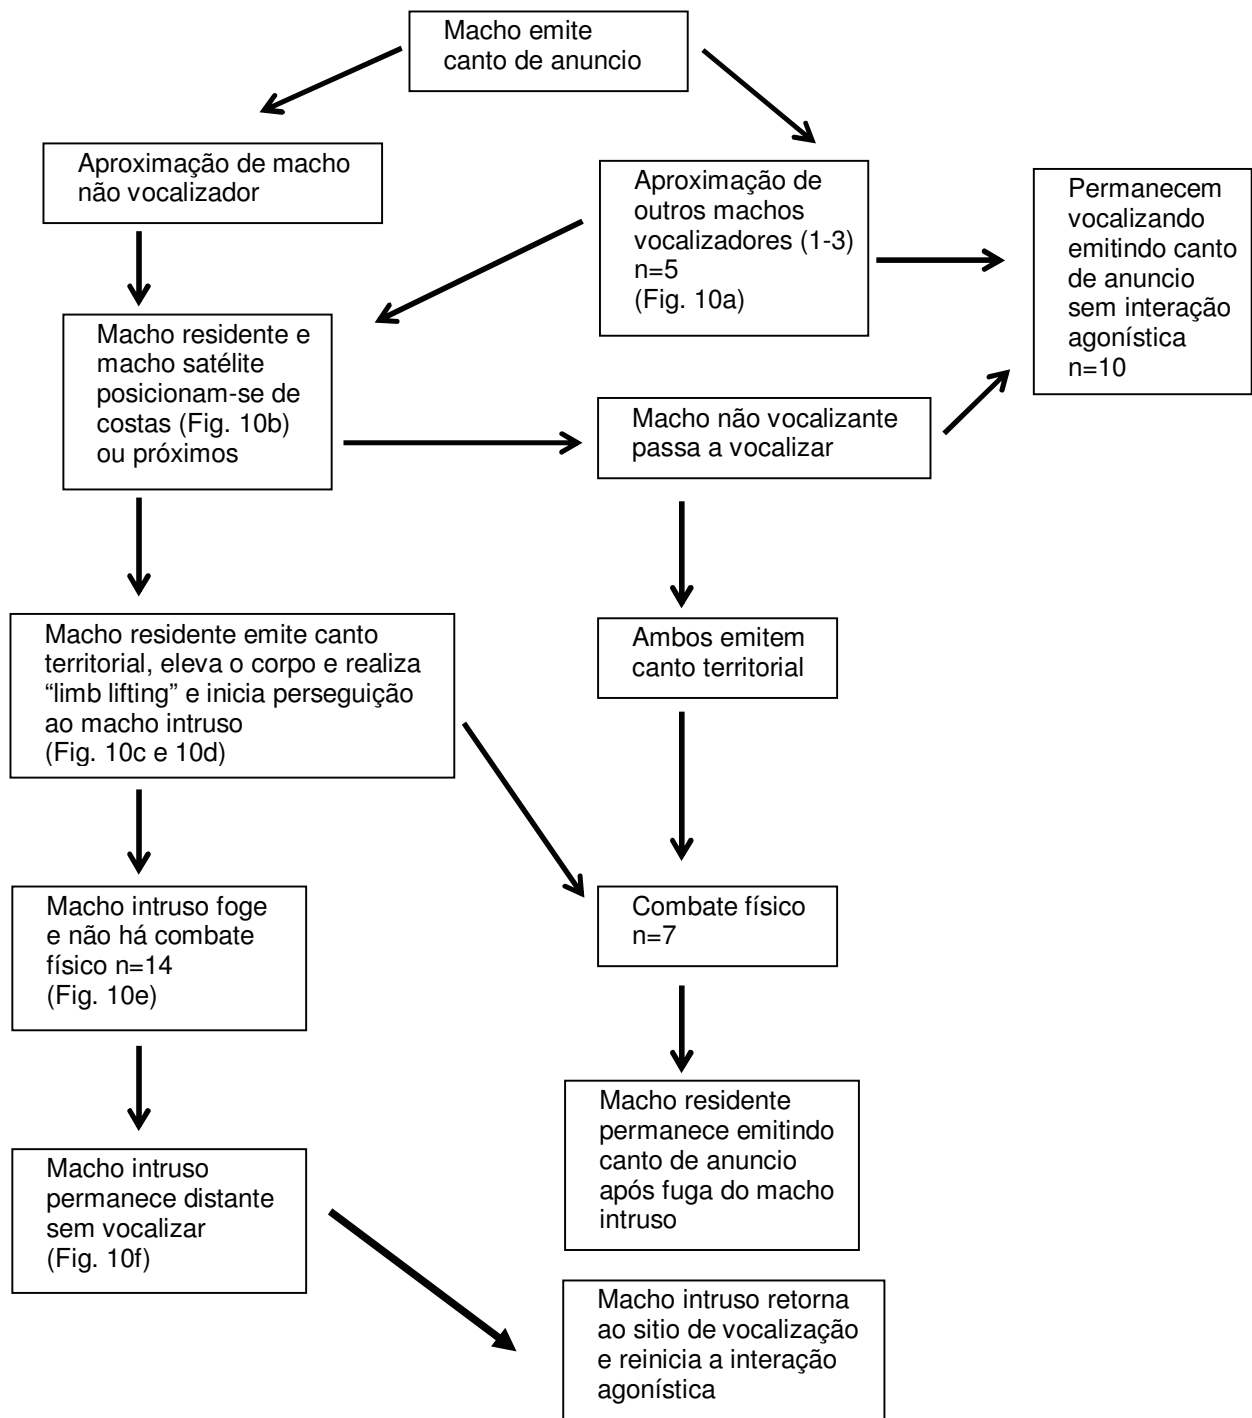 Macho emite
canto de anuncio
Aproximação de macho
não vocalizador
Aproximação de
outros machos
vocalizadores (1-3)
n=5
(Fig. 10a)
Permanecem
vocalizando
emitindo canto
de anuncio
sem interação
agonística
n=10
Macho residente e
macho satélite
posicionam-se de
costas (Fig. 10b)
ou próximos
Macho não vocalizante
passa a vocalizar
Macho residente emite canto
territorial, eleva o corpo e realiza
“limb lifting” e inicia perseguição
ao macho intruso
(Fig. 10c e 10d)
Ambos emitem
canto territorial
Macho intruso foge
e não há combate
físico n=14
(Fig. 10e)
Combate físico
n=7
Macho residente
permanece emitindo
canto de anuncio
após fuga do macho
intruso
Macho intruso
permanece distante
sem vocalizar
(Fig. 10f)
Macho intruso retorna
ao sitio de vocalização
e reinicia a interação
agonística